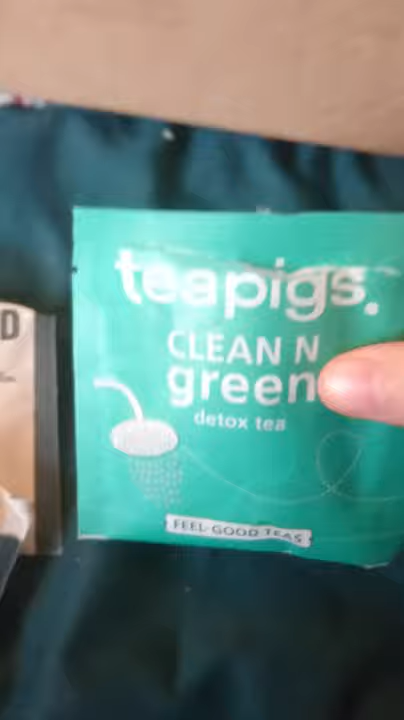 teapigs.
CLEAN N
green
detox tea
FEEL GOOD TEAS
D